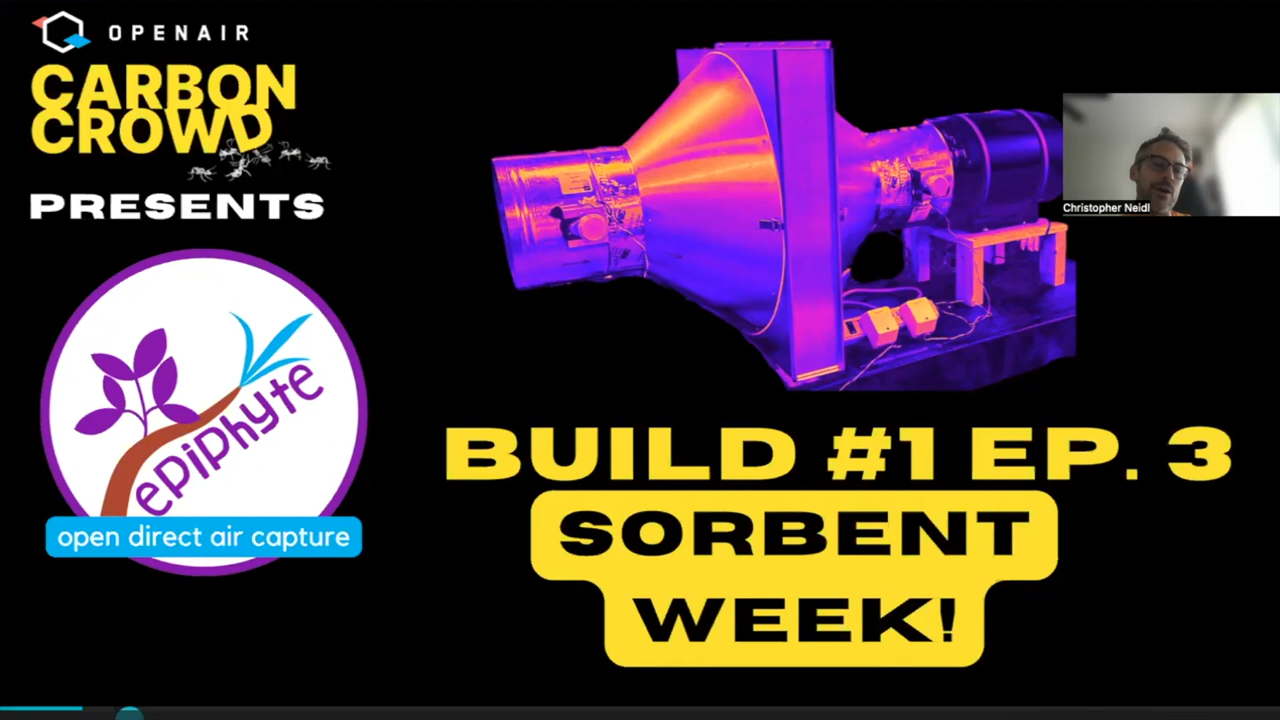 OPENAIR
CARBON
CROWD
PRESENTS
epiphyte
open direct air capture
Christopher Neidl
BUILD #1 EP. 3
SORBENT
WEEK!